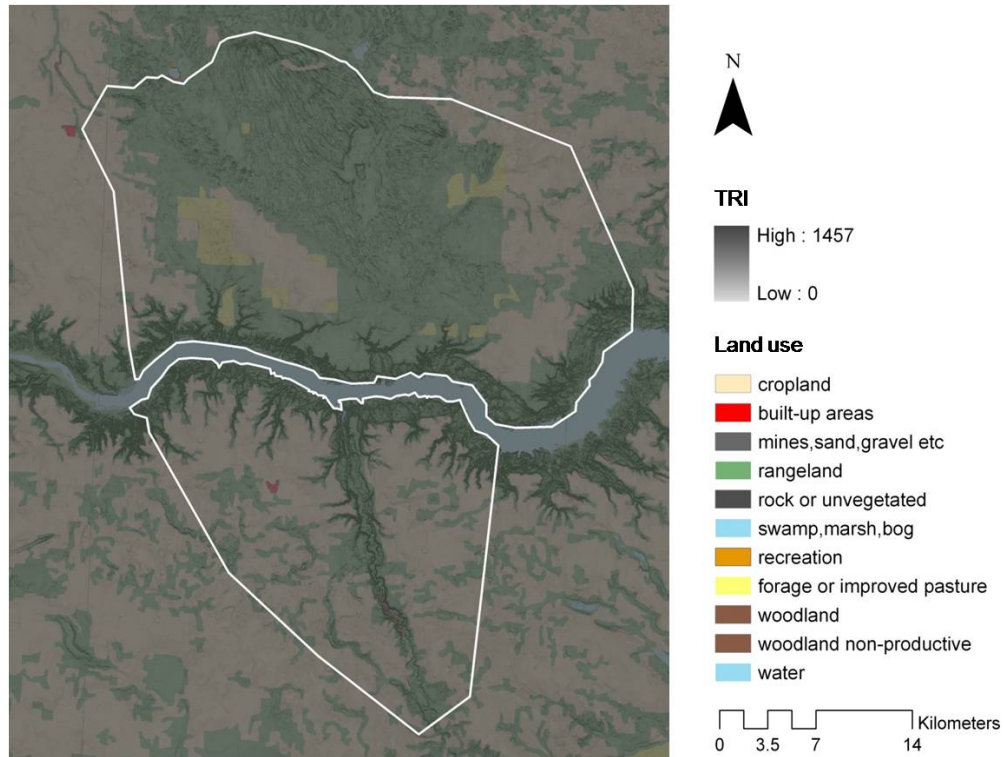 N
TRI
High : 1457
Low : 0
Land use
cropland
built-up areas
mines,sand,gravel etc
rangeland
rock or unvegetated
swamp,marsh,bog
recreation
forage or improved pasture
woodland
woodland non-productive
water
Kilometers
0 3.5 7 14